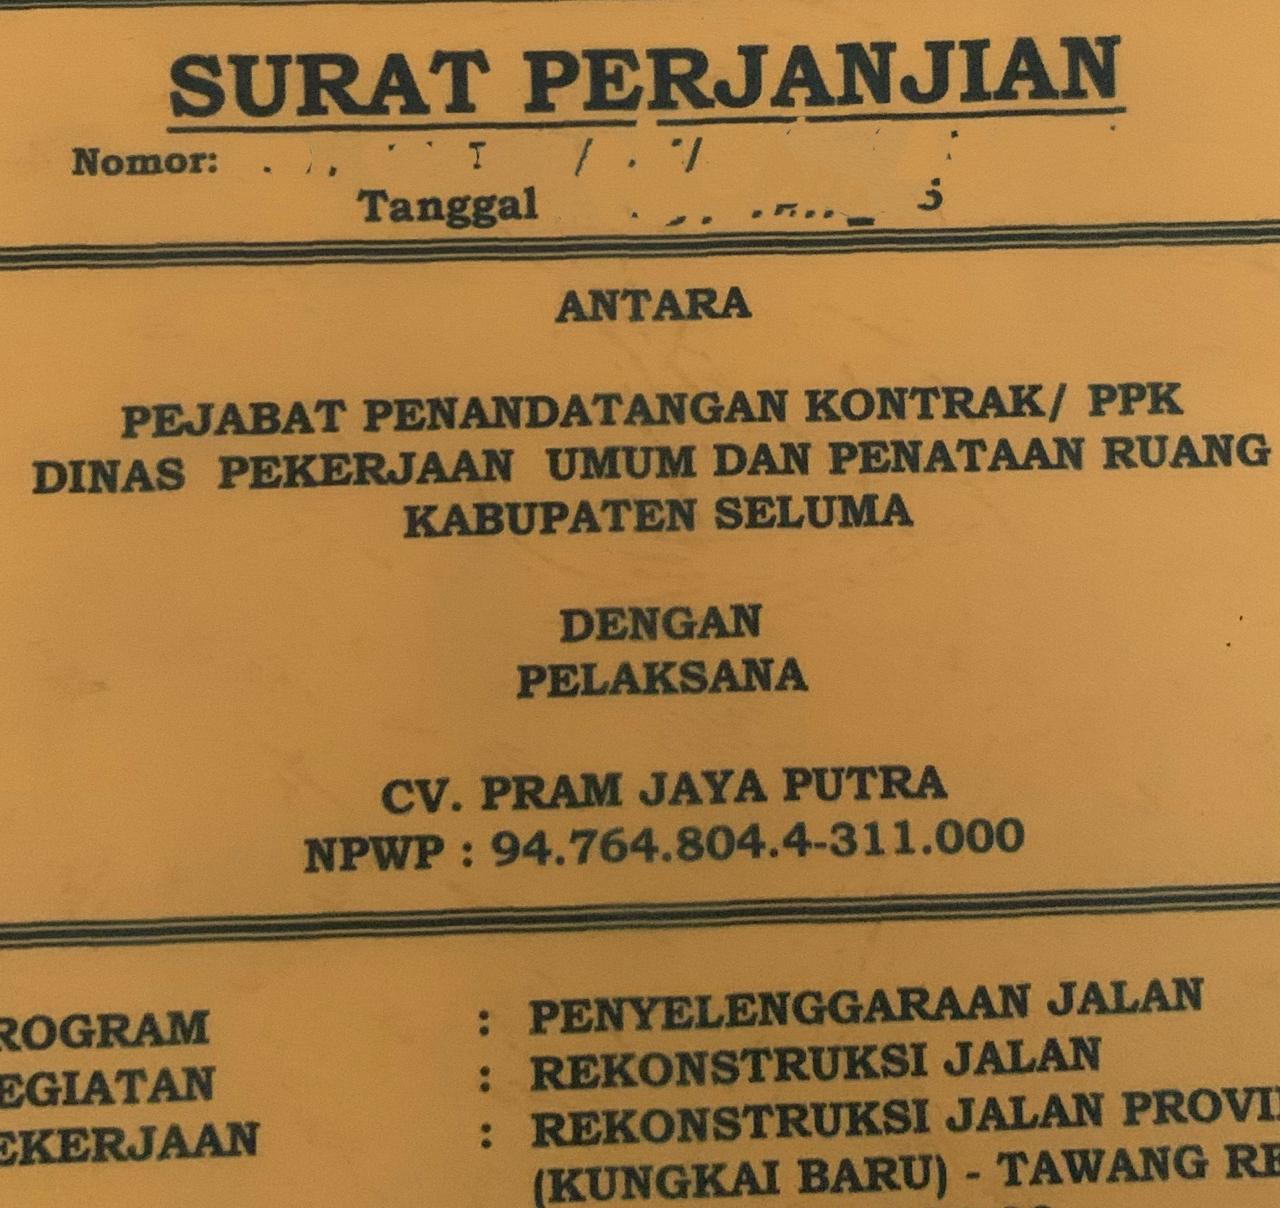 SURAT PERJANJIAN
Nomor:
Tanggal
ANTARA
PEJABAT PENANDATANGAN KONTRAK/ PPK
DINAS PEKERJAAN UMUM DAN PENATAAN RUANG
KABUPATEN SELUMA
DENGAN
PELAKSANA
CV. PRAM JAYA PUTRA
NPWP : 94.764.804.4-311.000
ROGRAM : PENYELENGGARAAN JALAN
EGIATAN : REKONSTRUKSI JALAN
EKERJAAN : REKONSTRUKSI JALAN PROVI
(KUNGKAI BARU) - TAWANG RE